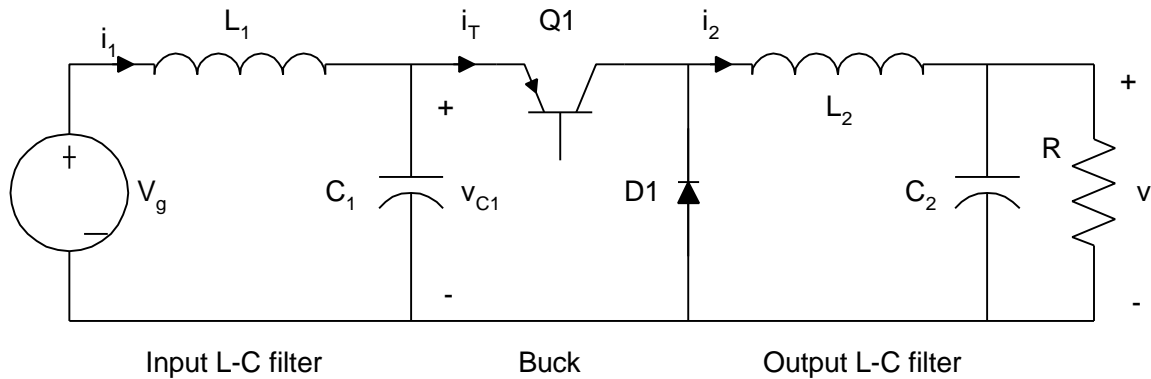 i1 L1 iT Q1 i2
+ L2 +
+ Vg C1 vC1 D1 C2 R v
- -
Input L-C filter Buck Output L-C filter